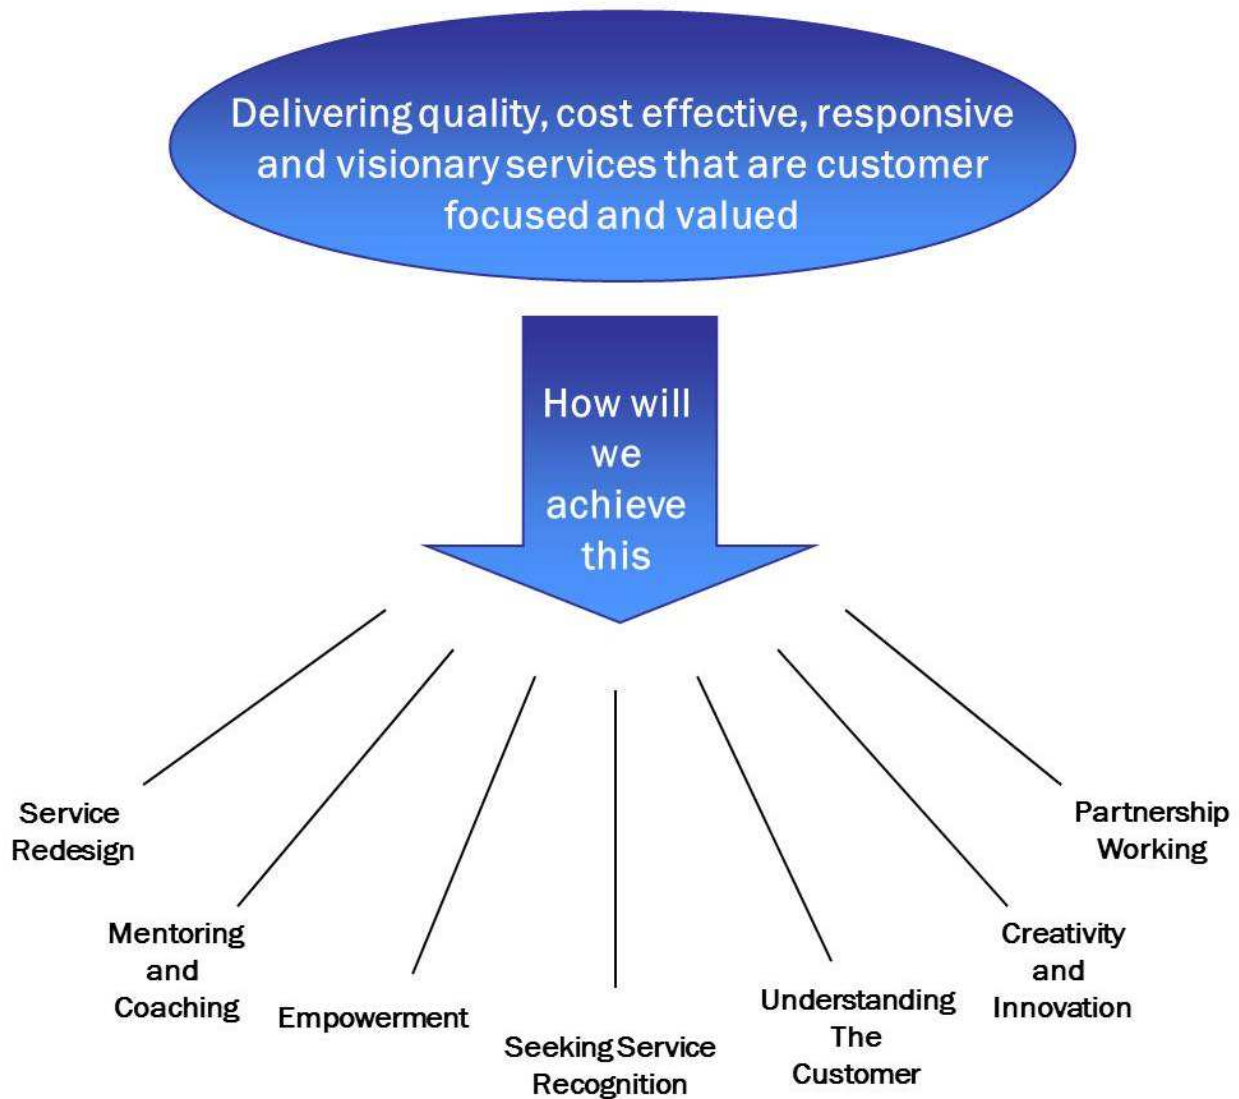 Delivering quality, cost effective, responsive
and visionary services that are customer
focused and valued
How will
we
achieve
this
Service
Redesign
Mentoring
and
Coaching
Empowerment
Seeking Service
Recognition
Understanding
The
Customer
Creativity
and
Innovation
Partnership
Working